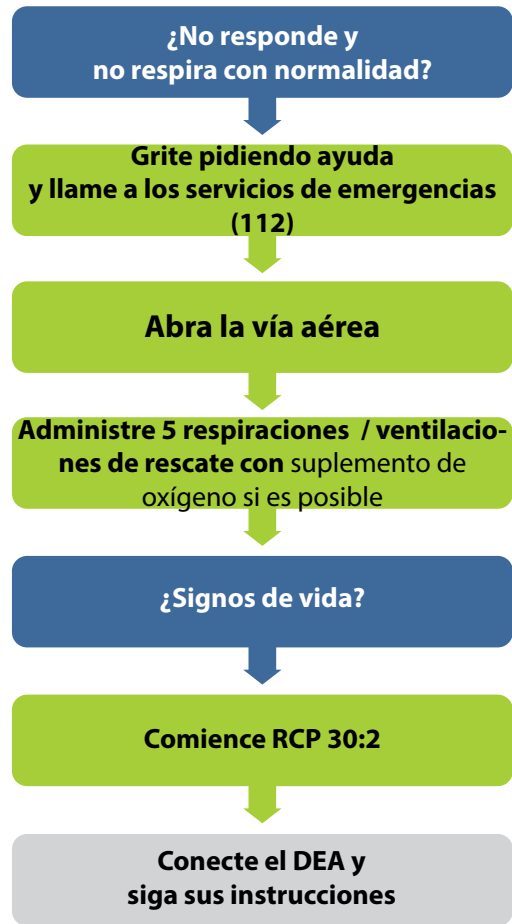 ¿No responde y
no respira con normalidad?
Grite pidiendo ayuda
y llame a los servicios de emergencias
(112)
Abra la vía aérea
Administre 5 respiraciones / ventilacio-
nes de rescate con suplemento de
oxígeno si es posible
¿Signos de vida?
Comience RCP 30:2
Conecte el DEA y
siga sus instrucciones